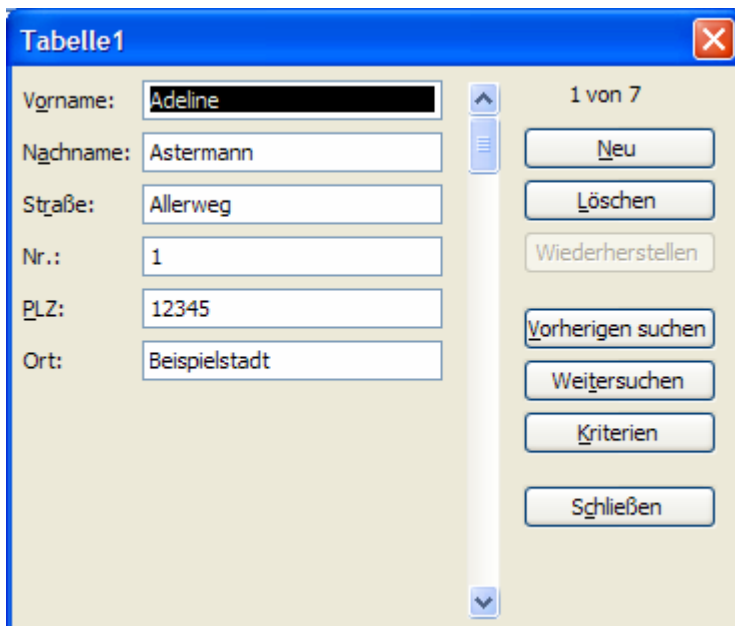 Tabelle1
Vorname: Adeline
Nachname: Astermann
Straße: Allerweg
Nr.: 1
PLZ: 12345
Ort: Beispielstadt
1 von 7
Neu
Löschen
Wiederherstellen
Vorherigen suchen
Weitersuchen
Kriterien
Schließen